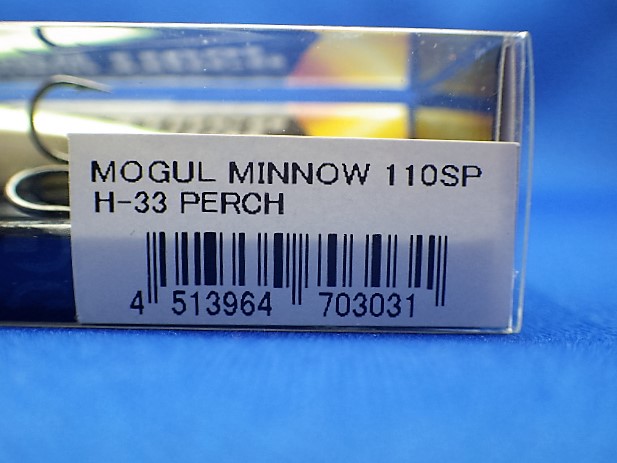 MOGUL MINNOW 110SP
H-33 PERCH
4 513964 703031